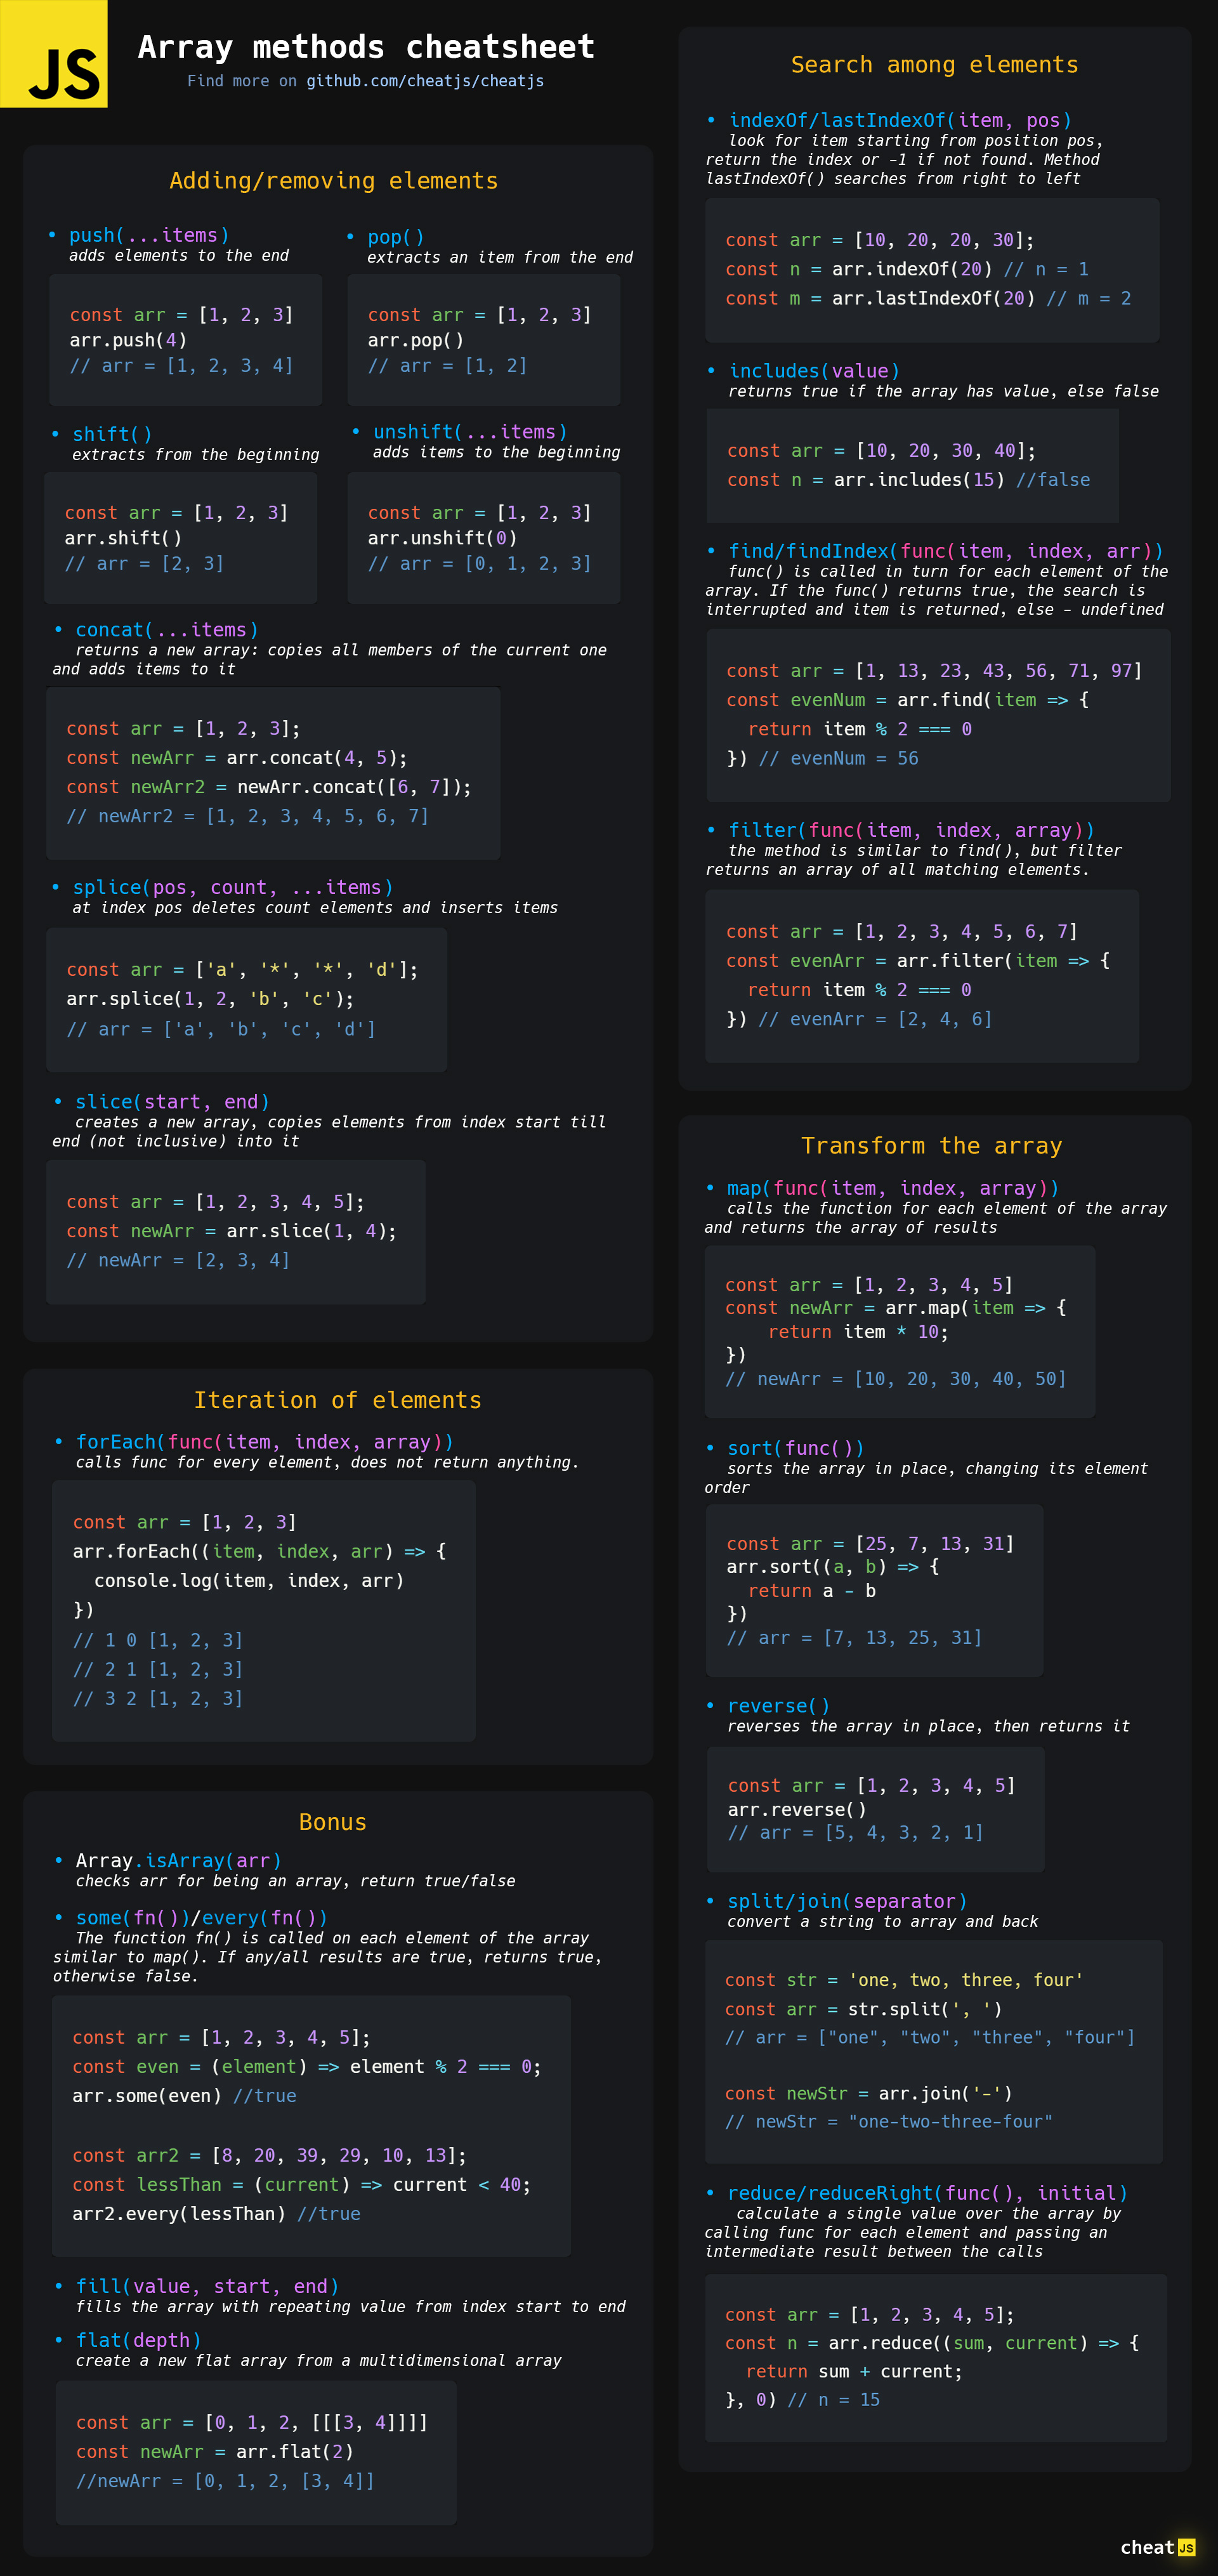 JS
Array methods cheatsheet
Find more on github.com/cheatjs/cheatjs
Adding/removing elements
• push(...items)
adds elements to the end
const arr = [1, 2, 3]
arr.push(4)
// arr = [1, 2, 3, 4]
• pop()
extracts an item from the end
const arr = [1, 2, 3]
arr.pop()
// arr = [1, 2]
• shift()
extracts from the beginning
const arr = [1, 2, 3]
arr.shift()
// arr = [2, 3]
• unshift(...items)
adds items to the beginning
const arr = [1, 2, 3]
arr.unshift(0)
// arr = [0, 1, 2, 3]
• concat(...items)
returns a new array: copies all members of the current one
and adds items to it
const arr = [1, 2, 3];
const newArr = arr.concat(4, 5);
const newArr2 = newArr.concat([6, 7]);
// newArr2 = [1, 2, 3, 4, 5, 6, 7]
• splice(pos, count, ...items)
at index pos deletes count elements and inserts items
const arr = ['a', '*', '*', 'd'];
arr.splice(1, 2, 'b', 'c');
// arr = ['a', 'b', 'c', 'd']
• slice(start, end)
creates a new array, copies elements from index start till
end (not inclusive) into it
const arr = [1, 2, 3, 4, 5];
const newArr = arr.slice(1, 4);
// newArr = [2, 3, 4]
Iteration of elements
• forEach(func(item, index, array))
calls func for every element, does not return anything.
const arr = [1, 2, 3]
arr.forEach((item, index, arr) => {
console.log(item, index, arr)
})
// 1 0 [1, 2, 3]
// 2 1 [1, 2, 3]
// 3 2 [1, 2, 3]
Bonus
• Array.isArray(arr)
checks arr for being an array, return true/false
• some(fn())/every(fn())
The function fn() is called on each element of the array
similar to map(). If any/all results are true, returns true,
otherwise false.
const arr = [1, 2, 3, 4, 5];
const even = (element) => element % 2 === 0;
arr.some(even) //true
const arr2 = [8, 20, 39, 29, 10, 13];
const lessThan = (current) => current < 40;
arr2.every(lessThan) //true
• fill(value, start, end)
fills the array with repeating value from index start to end
• flat(depth)
create a new flat array from a multidimensional array
const arr = [0, 1, 2, [[[3, 4]]]]
const newArr = arr.flat(2)
//newArr = [0, 1, 2, [3, 4]]
Search among elements
• indexOf/lastIndexOf(item, pos)
look for item starting from position pos,
return the index or -1 if not found. Method
lastIndexOf() searches from right to left
const arr = [10, 20, 20, 30];
const n = arr.indexOf(20) // n = 1
const m = arr.lastIndexOf(20) // m = 2
• includes(value)
returns true if the array has value, else false
const arr = [10, 20, 30, 40];
const n = arr.includes(15) //false
• find/findIndex(func(item, index, arr))
func() is called in turn for each element of the
array. If the func() returns true, the search is
interrupted and item is returned, else - undefined
const arr = [1, 13, 23, 43, 56, 71, 97]
const evenNum = arr.find(item => {
return item % 2 === 0
}) // evenNum = 56
• filter(func(item, index, array))
the method is similar to find(), but filter
returns an array of all matching elements.
const arr = [1, 2, 3, 4, 5, 6, 7]
const evenArr = arr.filter(item => {
return item % 2 === 0
}) // evenArr = [2, 4, 6]
Transform the array
• map(func(item, index, array))
calls the function for each element of the array
and returns the array of results
const arr = [1, 2, 3, 4, 5]
const newArr = arr.map(item => {
return item * 10;
})
// newArr = [10, 20, 30, 40, 50]
• sort(func())
sorts the array in place, changing its element
order
const arr = [25, 7, 13, 31]
arr.sort((a, b) => {
return a - b
})
// arr = [7, 13, 25, 31]
• reverse()
reverses the array in place, then returns it
const arr = [1, 2, 3, 4, 5]
arr.reverse()
// arr = [5, 4, 3, 2, 1]
• split/join(separator)
convert a string to array and back
const str = 'one, two, three, four'
const arr = str.split(', ')
// arr = ["one", "two", "three", "four"]
const newStr = arr.join('-')
// newStr = "one-two-three-four"
• reduce/reduceRight(func(), initial)
calculate a single value over the array by
calling func for each element and passing an
intermediate result between the calls
const arr = [1, 2, 3, 4, 5];
const n = arr.reduce((sum, current) => {
return sum + current;
}, 0) // n = 15
cheat JS